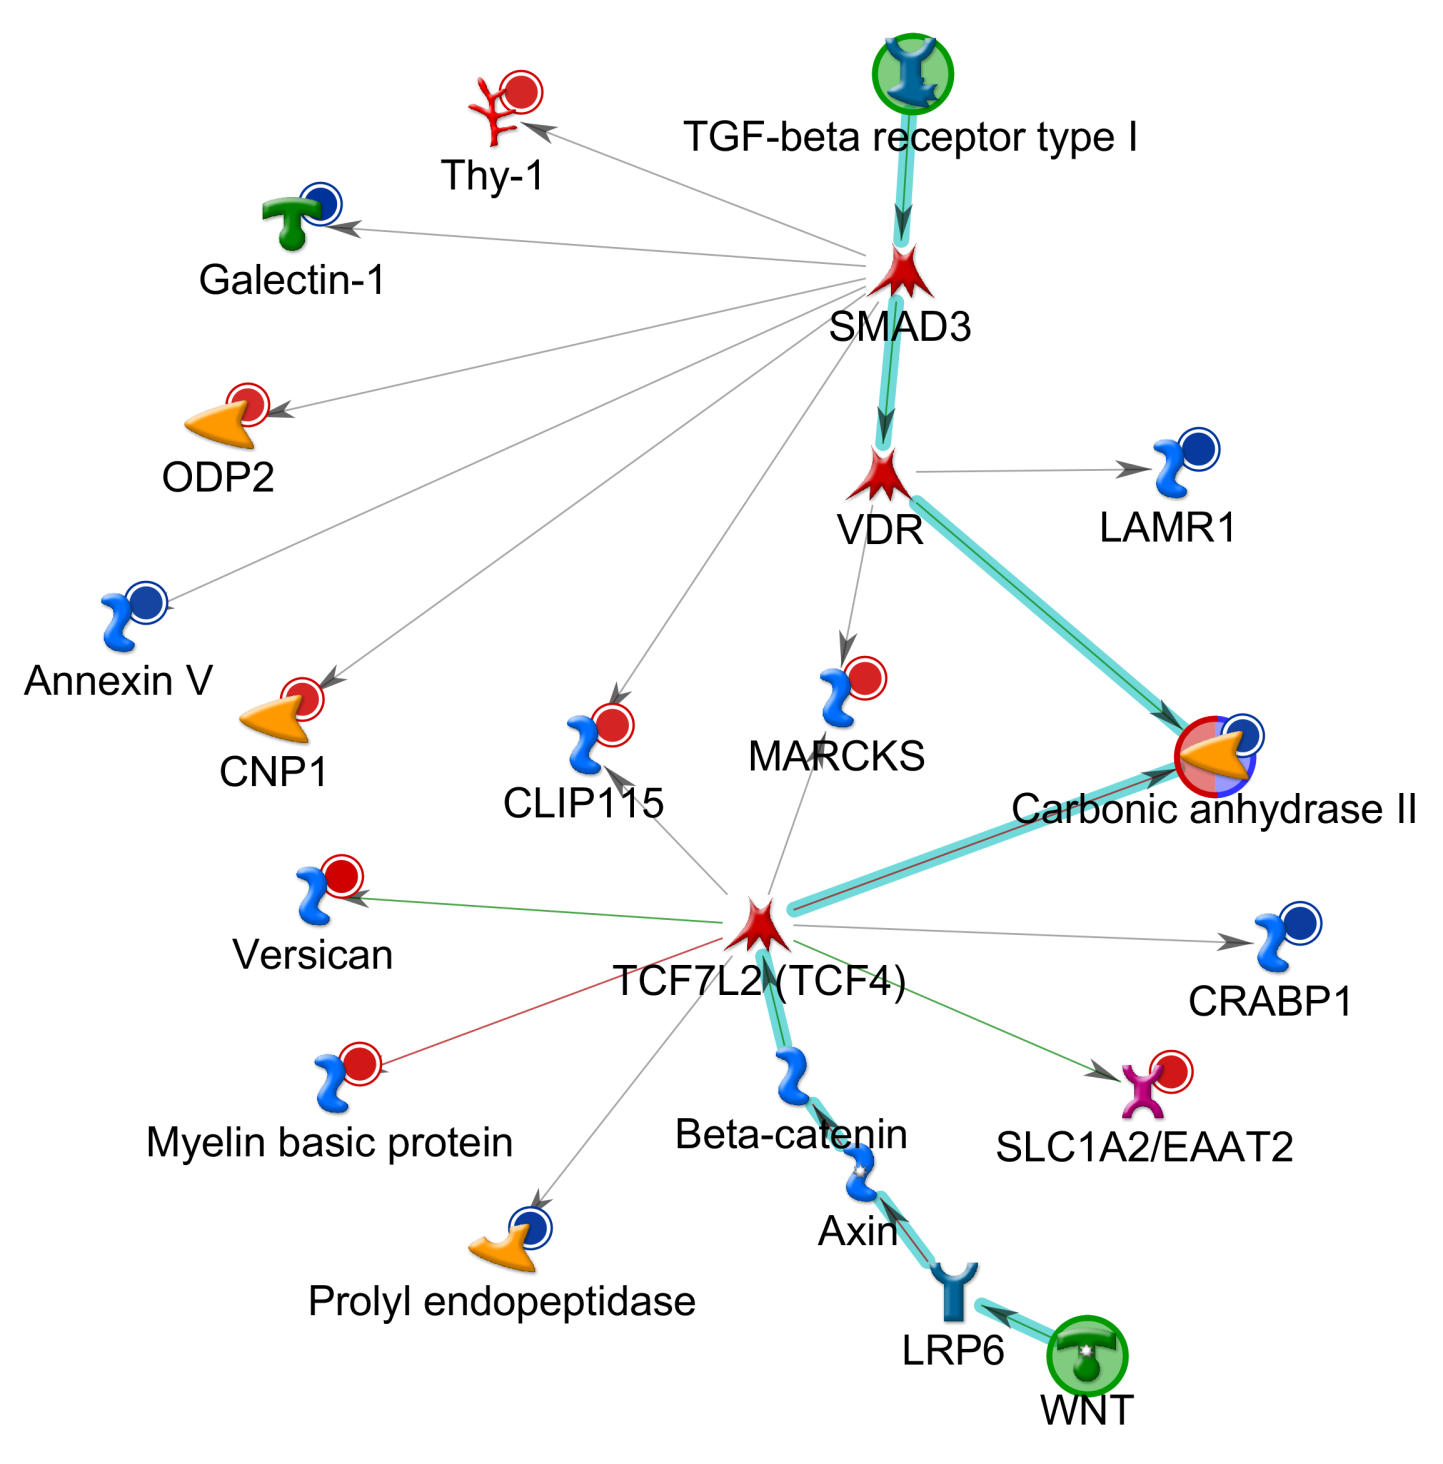 TGF-beta receptor type I
Thy-1
Galectin-1
SMAD3
ODP2
VDR
LAMR1
Annexin V
CNP1
MARCKS
CLIP115
Carbonic anhydrase II
Versican
TCF7L2 (TCF4)
CRABP1
Myelin basic protein
Beta-catenin
SLC1A2/EAAT2
Axin
Prolyl endopeptidase
LRP6
WNT